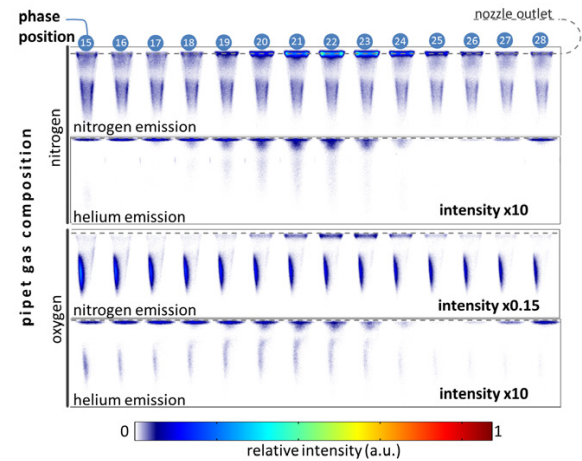 phase
position
nozzle outlet
15 16 17 18 19 20 21 22 23 24 25 26 27 28
pipet gas composition
nitrogen
nitrogen emission
helium emission
intensity x10
oxygen
nitrogen emission
intensity x0.15
helium emission
intensity x10
0
1
relative intensity (a.u.)